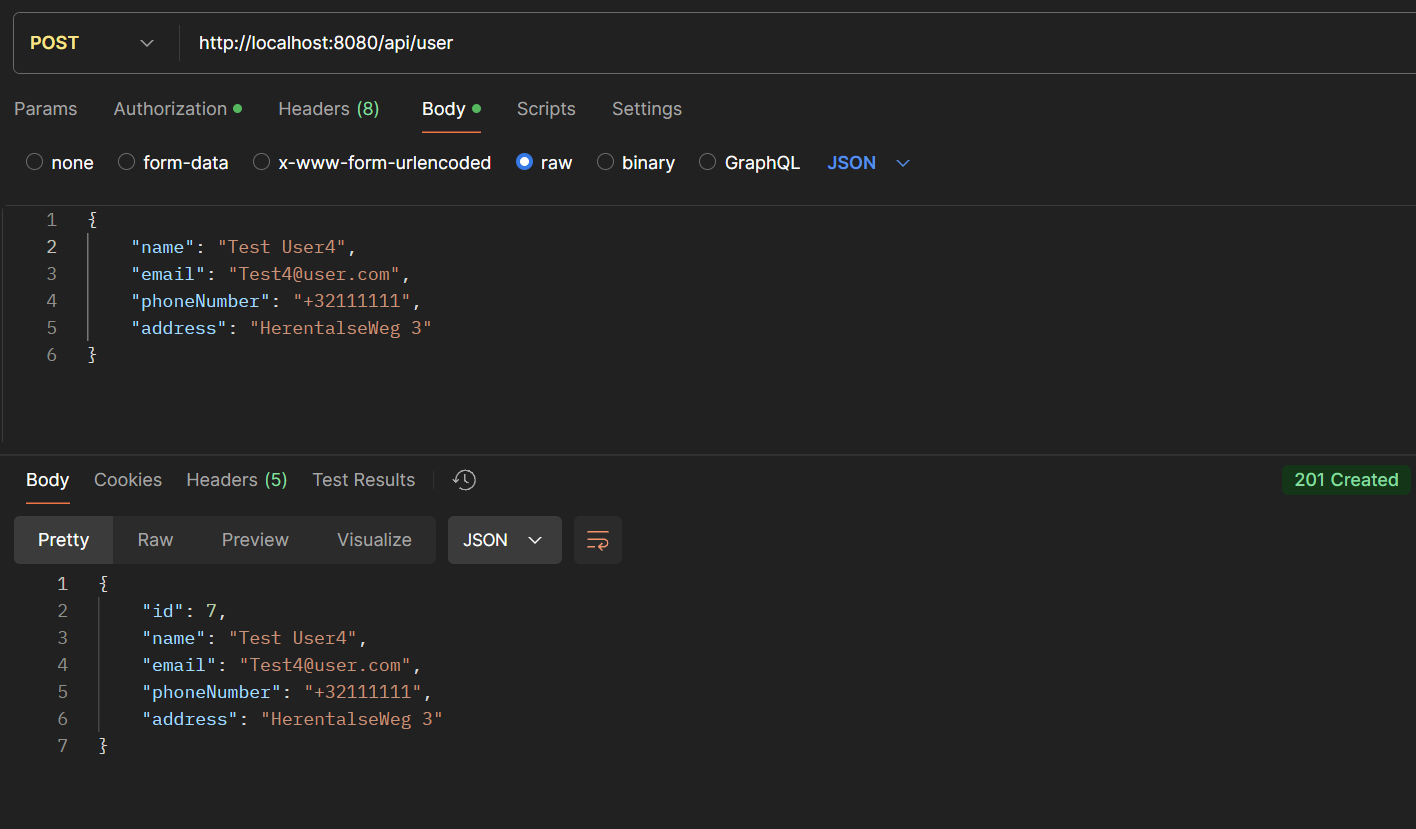 POST http://localhost:8080/api/user
Params Authorization Headers (8) Body Scripts Settings
none form-data x-www-form-urlencoded raw binary GraphQL JSON
1 {
2 "name": "Test User4",
3 "email": "Test4@user.com",
4 "phoneNumber": "+32111111",
5 "address": "HerentalseWeg 3"
6 }
Body Cookies Headers (5) Test Results 201 Created
Pretty Raw Preview Visualize JSON
1 {
2 "id": 7,
3 "name": "Test User4",
4 "email": "Test4@user.com",
5 "phoneNumber": "+32111111",
6 "address": "HerentalseWeg 3"
7 }